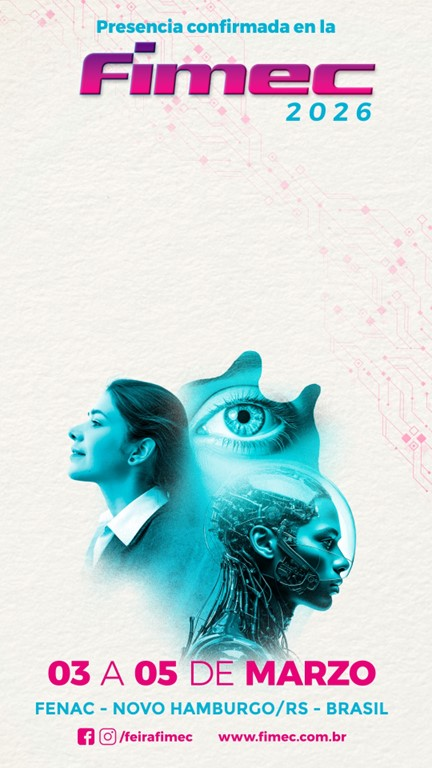 Presencia confirmada en la
Fimec
2026
03 A 05 DE MARZO
FENAC - NOVO HAMBURGO/RS - BRASIL
/feirafimec www.fimec.com.br